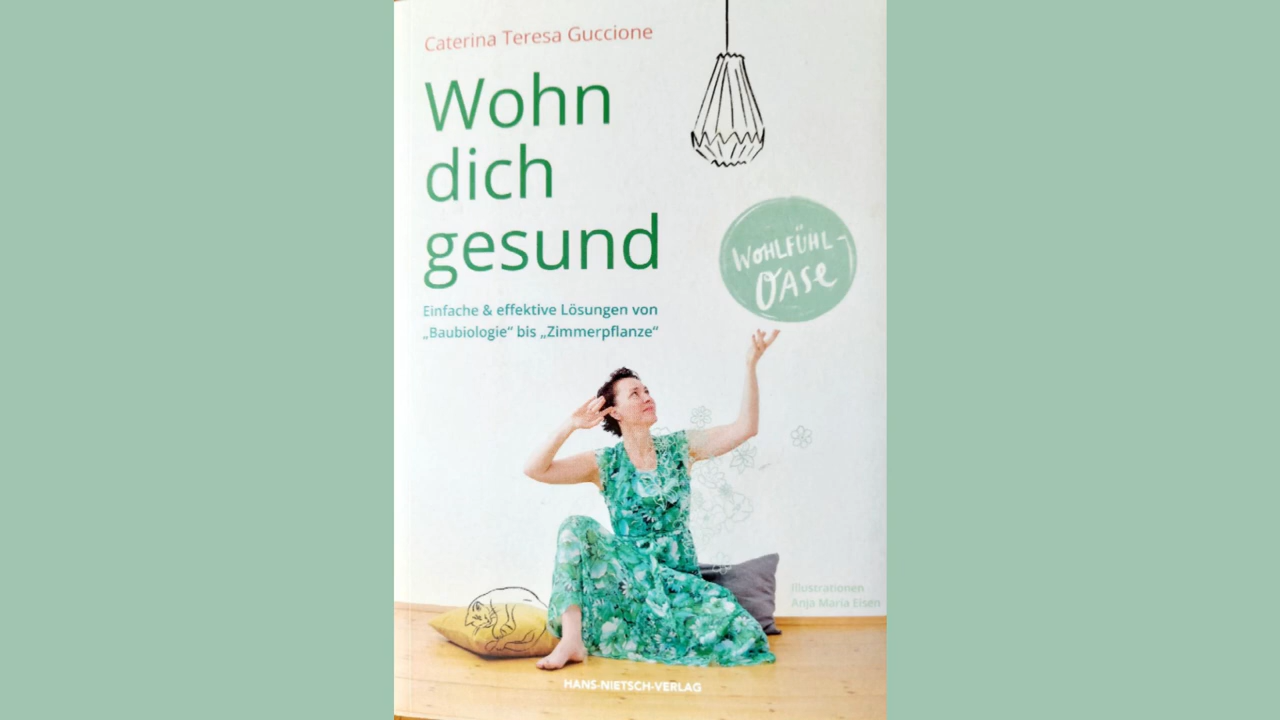 Caterina Teresa Guccione
Wohn
dich
gesund
WOHLFÜHL-
OASe
Einfache & effektive Lösungen von
„Baubiologie“ bis „Zimmerpflanze“
Illustrationen
Anja Maria Eisen
HANS-NIETSCH-VERLAG